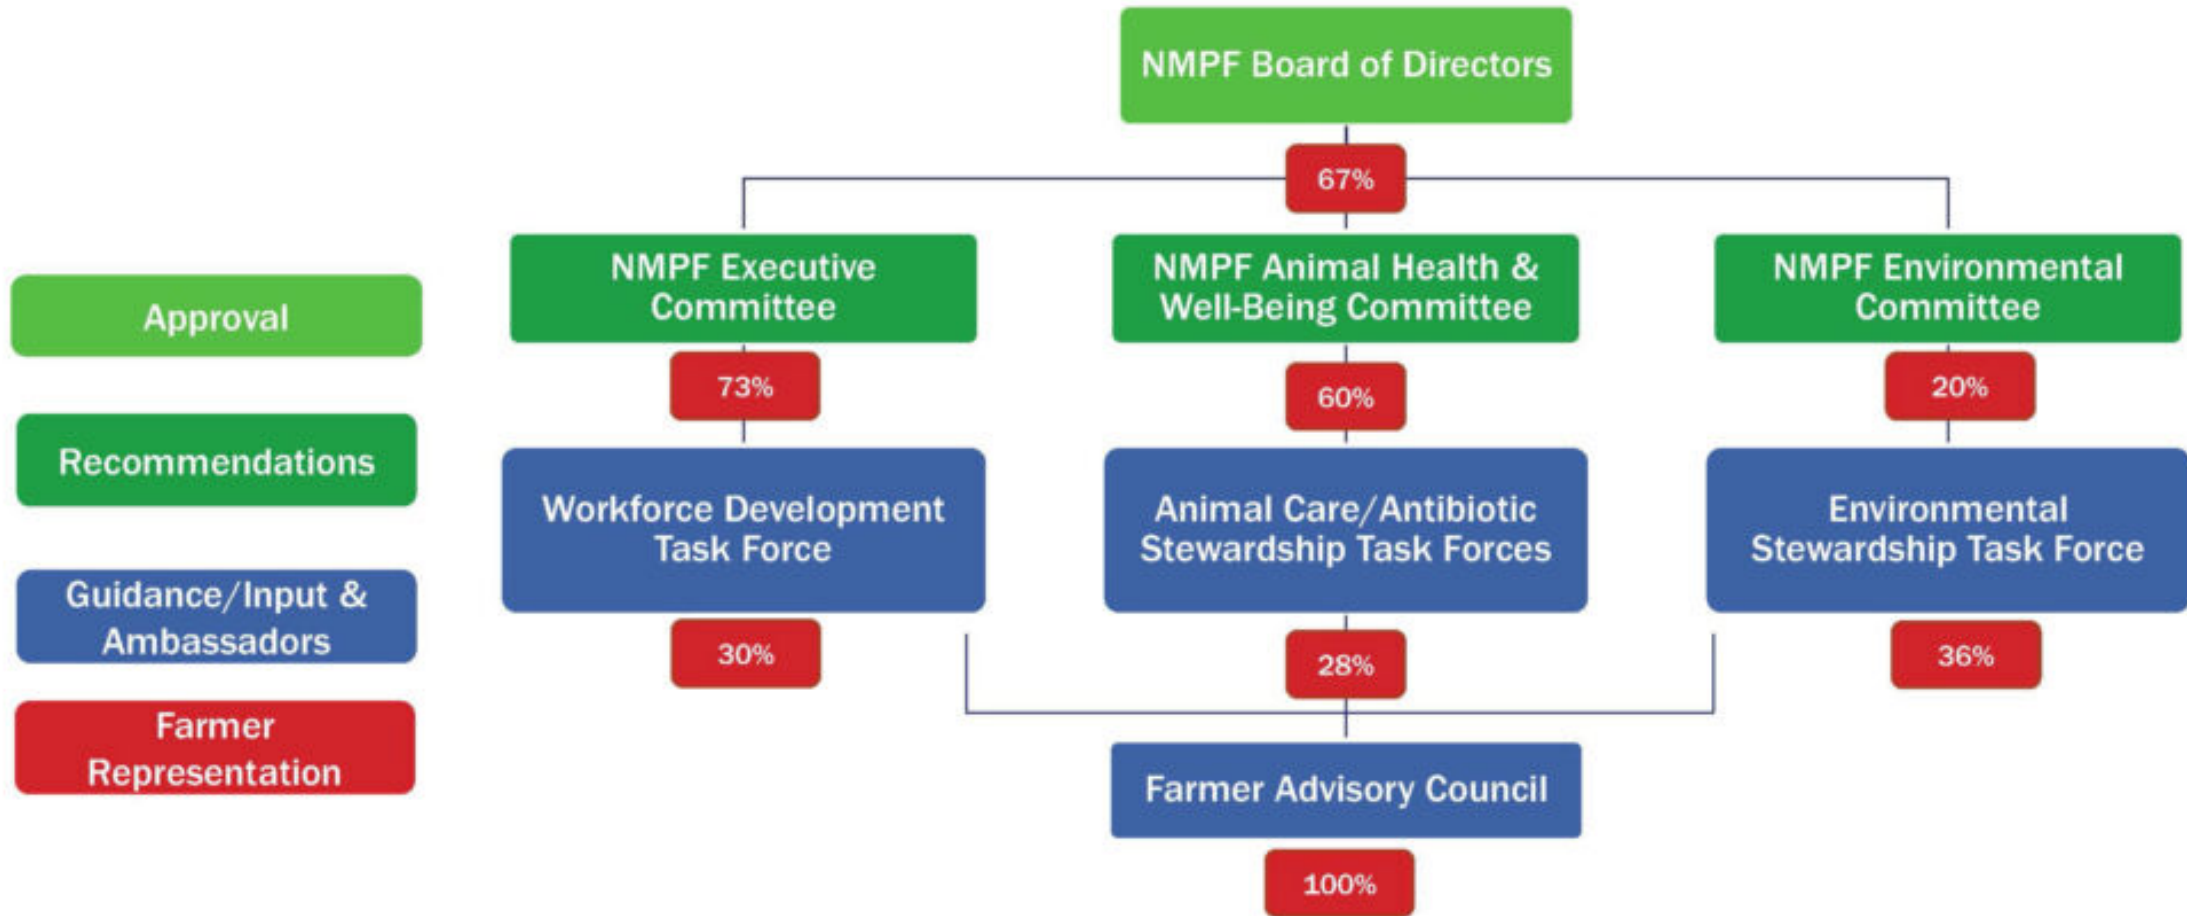 NMPF Board of Directors
67%
NMPF Executive
Committee
NMPF Animal Health &
Well-Being Committee
NMPF Environmental
Committee
73%
60%
20%
Workforce Development
Task Force
Animal Care/Antibiotic
Stewardship Task Forces
Environmental
Stewardship Task Force
30%
28%
36%
Farmer Advisory Council
100%
Approval
Recommendations
Guidance/Input &
Ambassadors
Farmer
Representation